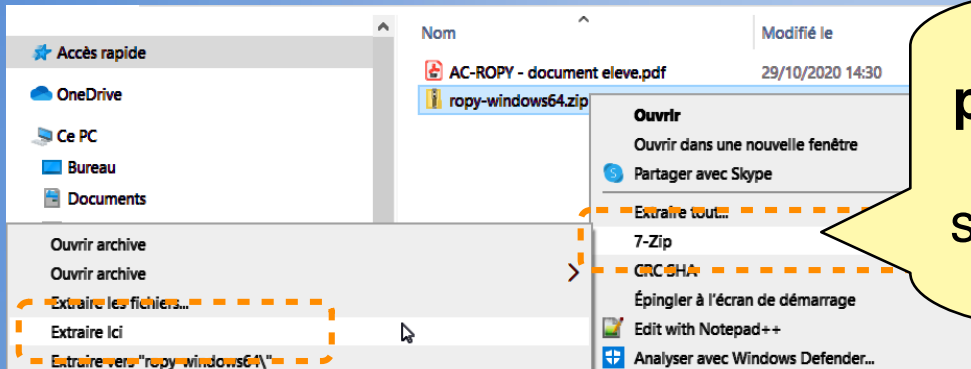 Nom Modifié le
Accès rapide
AC-ROPY - document eleve.pdf 29/10/2020 14:30
OneDrive
ropy-windows64.zip
Ce PC
Bureau
Documents
Ouvrir
Ouvrir dans une nouvelle fenêtre
Partager avec Skype
Extraire tout...
7-Zip
CRC SHA
Épingler à l'écran de démarrage
Edit with Notepad++
Analyser avec Windows Defender...
Ouvrir archive
Ouvrir archive
Extraire les fichiers...
Extraire Ici
Extraire vers "ropy-windows64\"